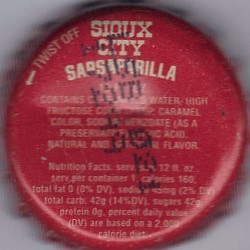 TWIST OFF
SIOUX
CITY
SARSAPARILLA
CONTAINS WATER- HIGH
FRUCTOSE CARAMEL
COLOR, SODIUM BENZOATE (AS A
PRESERVATIVE) CITRIC ACID,
NATURAL AND FLAVOR.
Nutrition Facts: serv. 12 fl. oz.
serv. per container 1, calories 160,
total fat 0 (0% DV), sodium 45mg (2% DV)
total carb. 42g (14% DV) sugars 42g
protein 0g, percent daily value
(DV) are based on a 2,000
calorie diet.